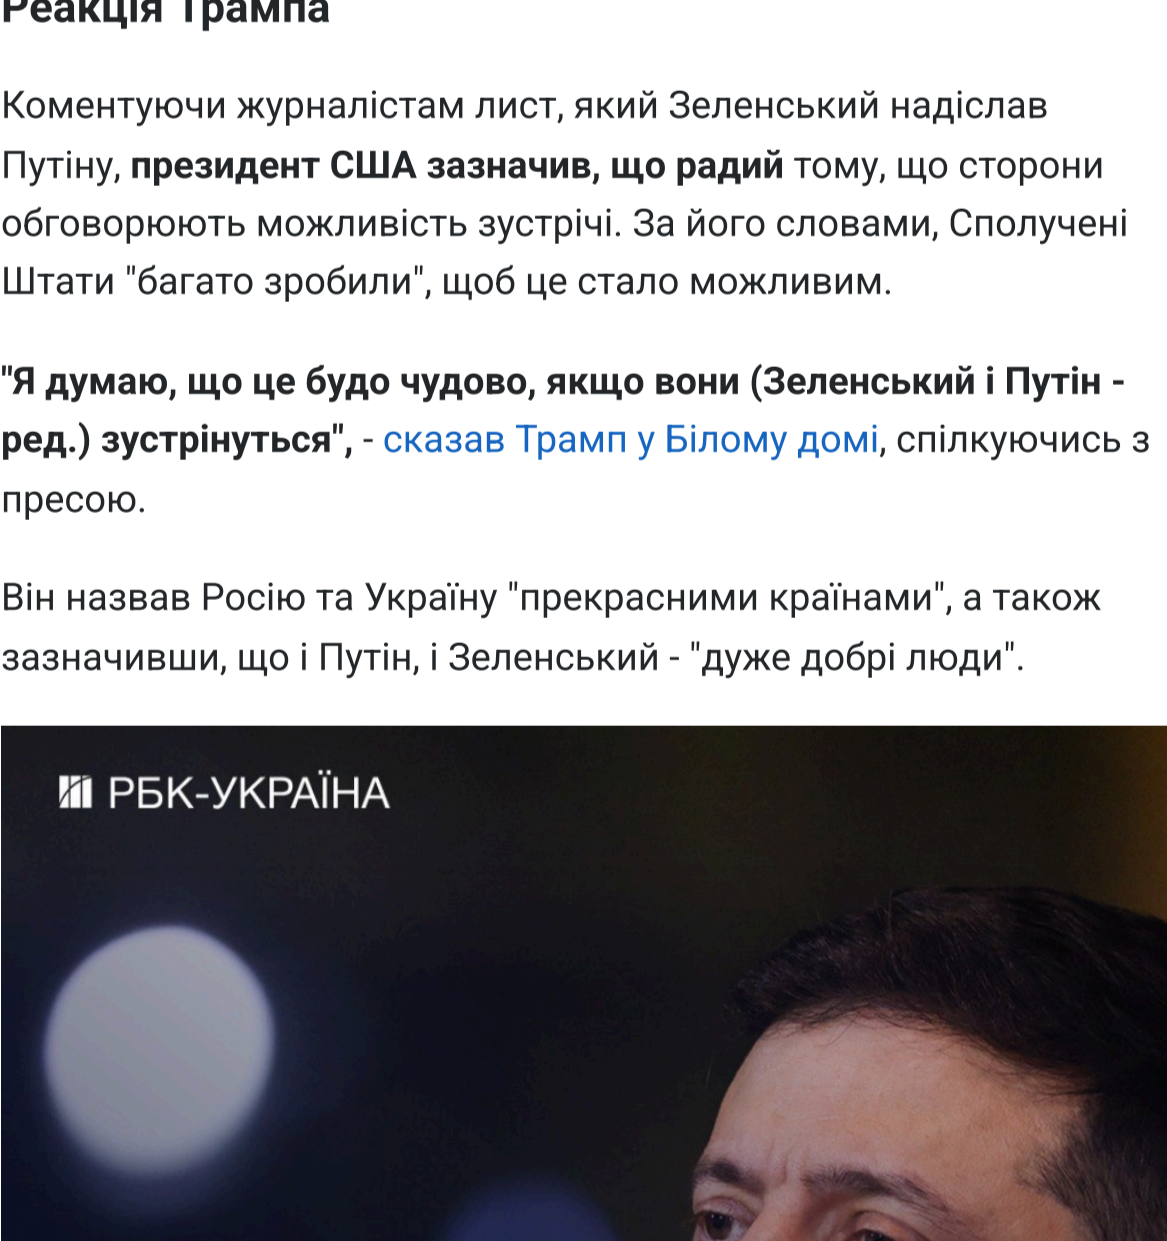 Реакція Трампа
Коментуючи журналістам лист, який Зеленський надіслав
Путіну, президент США зазначив, що радий тому, що сторони
обговорюють можливість зустрічі. За його словами, Сполучені
Штати "багато зробили", щоб це стало можливим.
"Я думаю, що це будо чудово, якщо вони (Зеленський і Путін -
ред.) зустрінуться", - сказав Трамп у Білому домі, спілкуючись з
пресою.
Він назвав Росію та Україну "прекрасними країнами", а також
зазначивши, що і Путін, і Зеленський - "дуже добрі люди".
РБК-УКРАЇНА